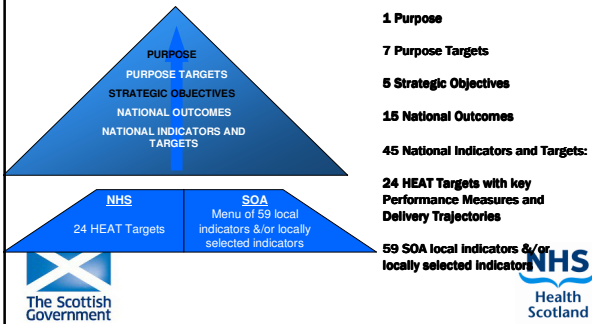 PURPOSE
PURPOSE TARGETS
STRATEGIC OBJECTIVES
NATIONAL OUTCOMES
NATIONAL INDICATORS AND
TARGETS
NHS
24 HEAT Targets
SOA
Menu of 59 local
indicators &/or locally
selected indicators
1 Purpose
7 Purpose Targets
5 Strategic Objectives
15 National Outcomes
45 National Indicators and Targets:
24 HEAT Targets with key
Performance Measures and
Delivery Trajectories
59 SOA local indicators &/or
locally selected indicators
The Scottish
Government
NHS
Health
Scotland